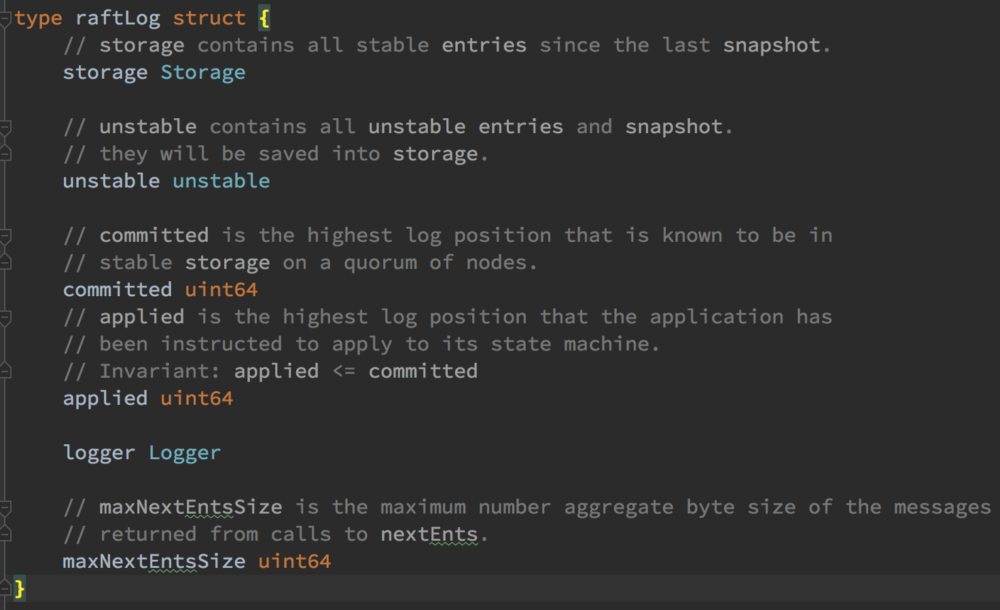 type raftLog struct {
// storage contains all stable entries since the last snapshot.
storage Storage
// unstable contains all unstable entries and snapshot.
// they will be saved into storage.
unstable unstable
// committed is the highest log position that is known to be in
// stable storage on a quorum of nodes.
committed uint64
// applied is the highest log position that the application has
// been instructed to apply to its state machine.
// Invariant: applied <= committed
applied uint64
logger Logger
// maxNextEntsSize is the maximum number aggregate byte size of the messages
// returned from calls to nextEnts.
maxNextEntsSize uint64
}